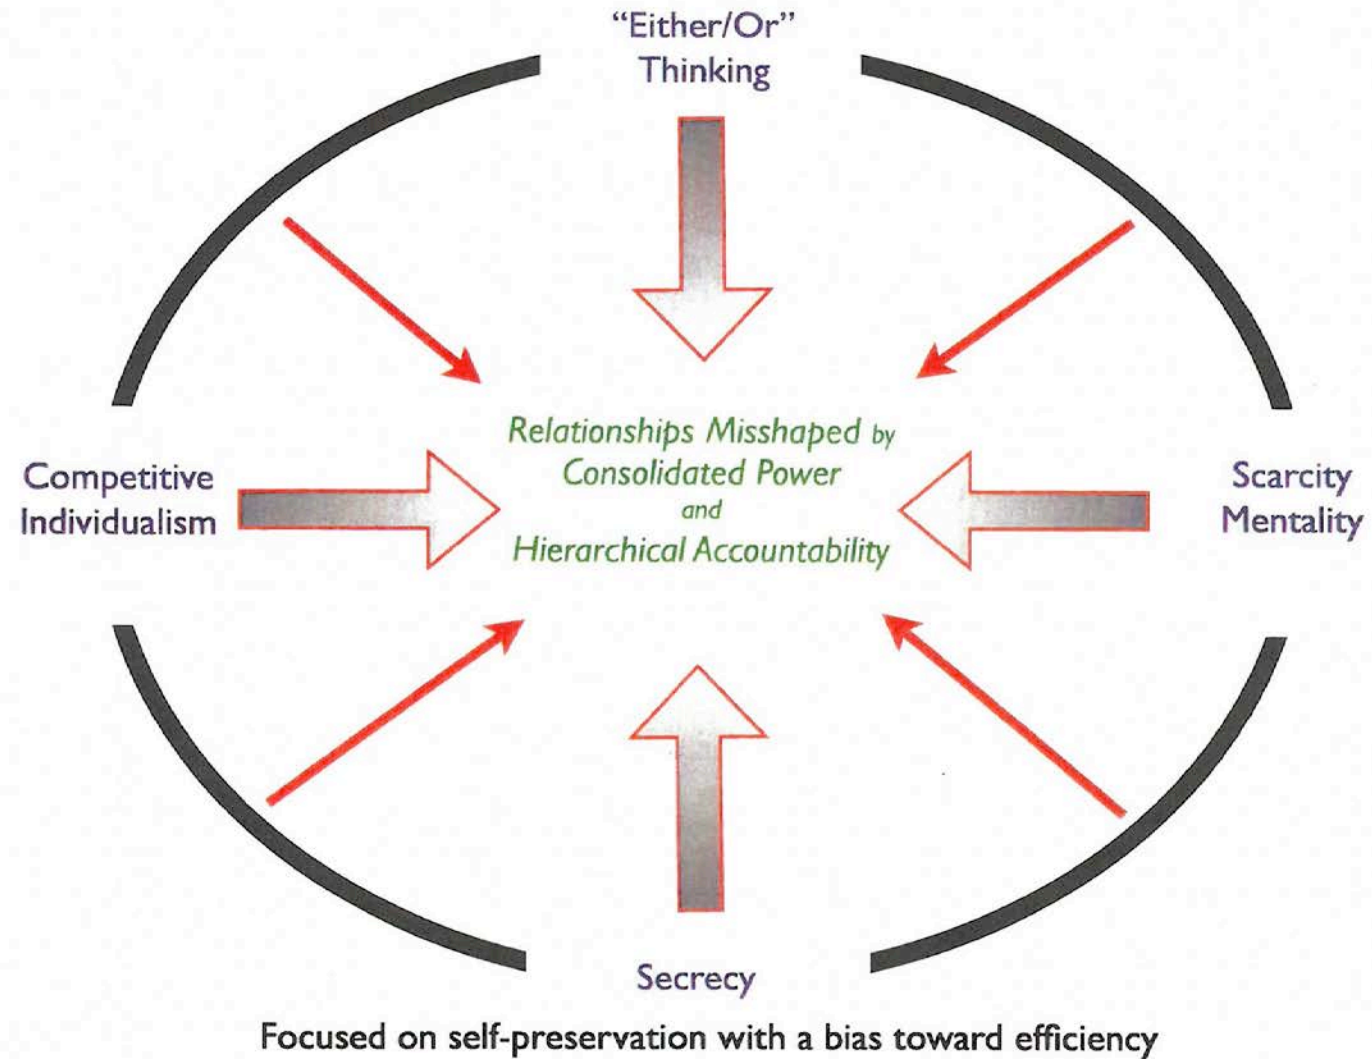 “Either/Or”
Thinking
Competitive
Individualism
Relationships Misshaped by
Consolidated Power
and
Hierarchical Accountability
Scarcity
Mentality
Secrecy
Focused on self-preservation with a bias toward efficiency